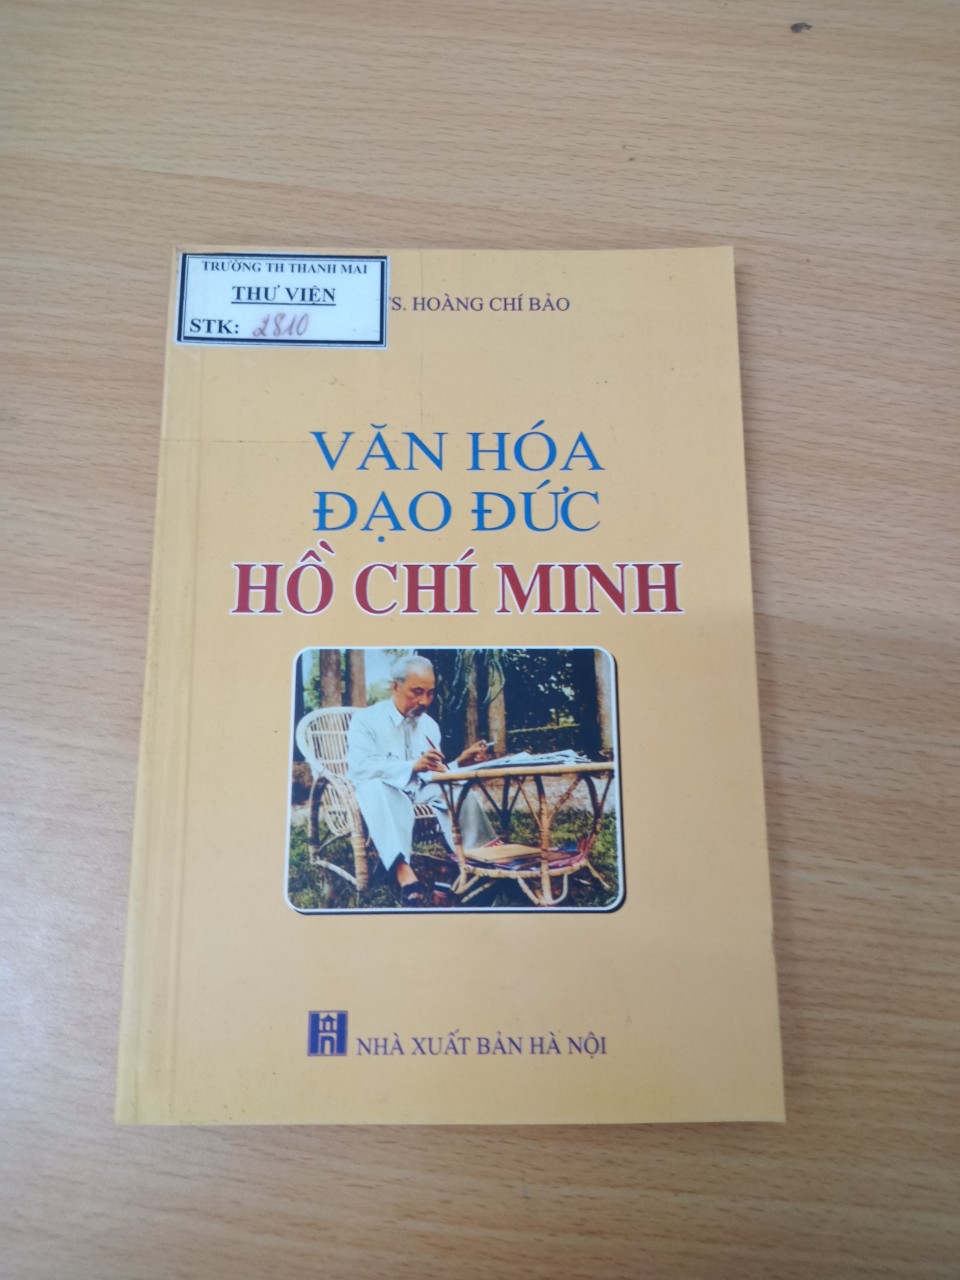 TRƯỜNG TH THANH MAI
THƯ VIỆN
STK: 2810
TS. HOÀNG CHÍ BẢO
VĂN HÓA
ĐẠO ĐỨC
HỒ CHÍ MINH
NHÀ XUẤT BẢN HÀ NỘI